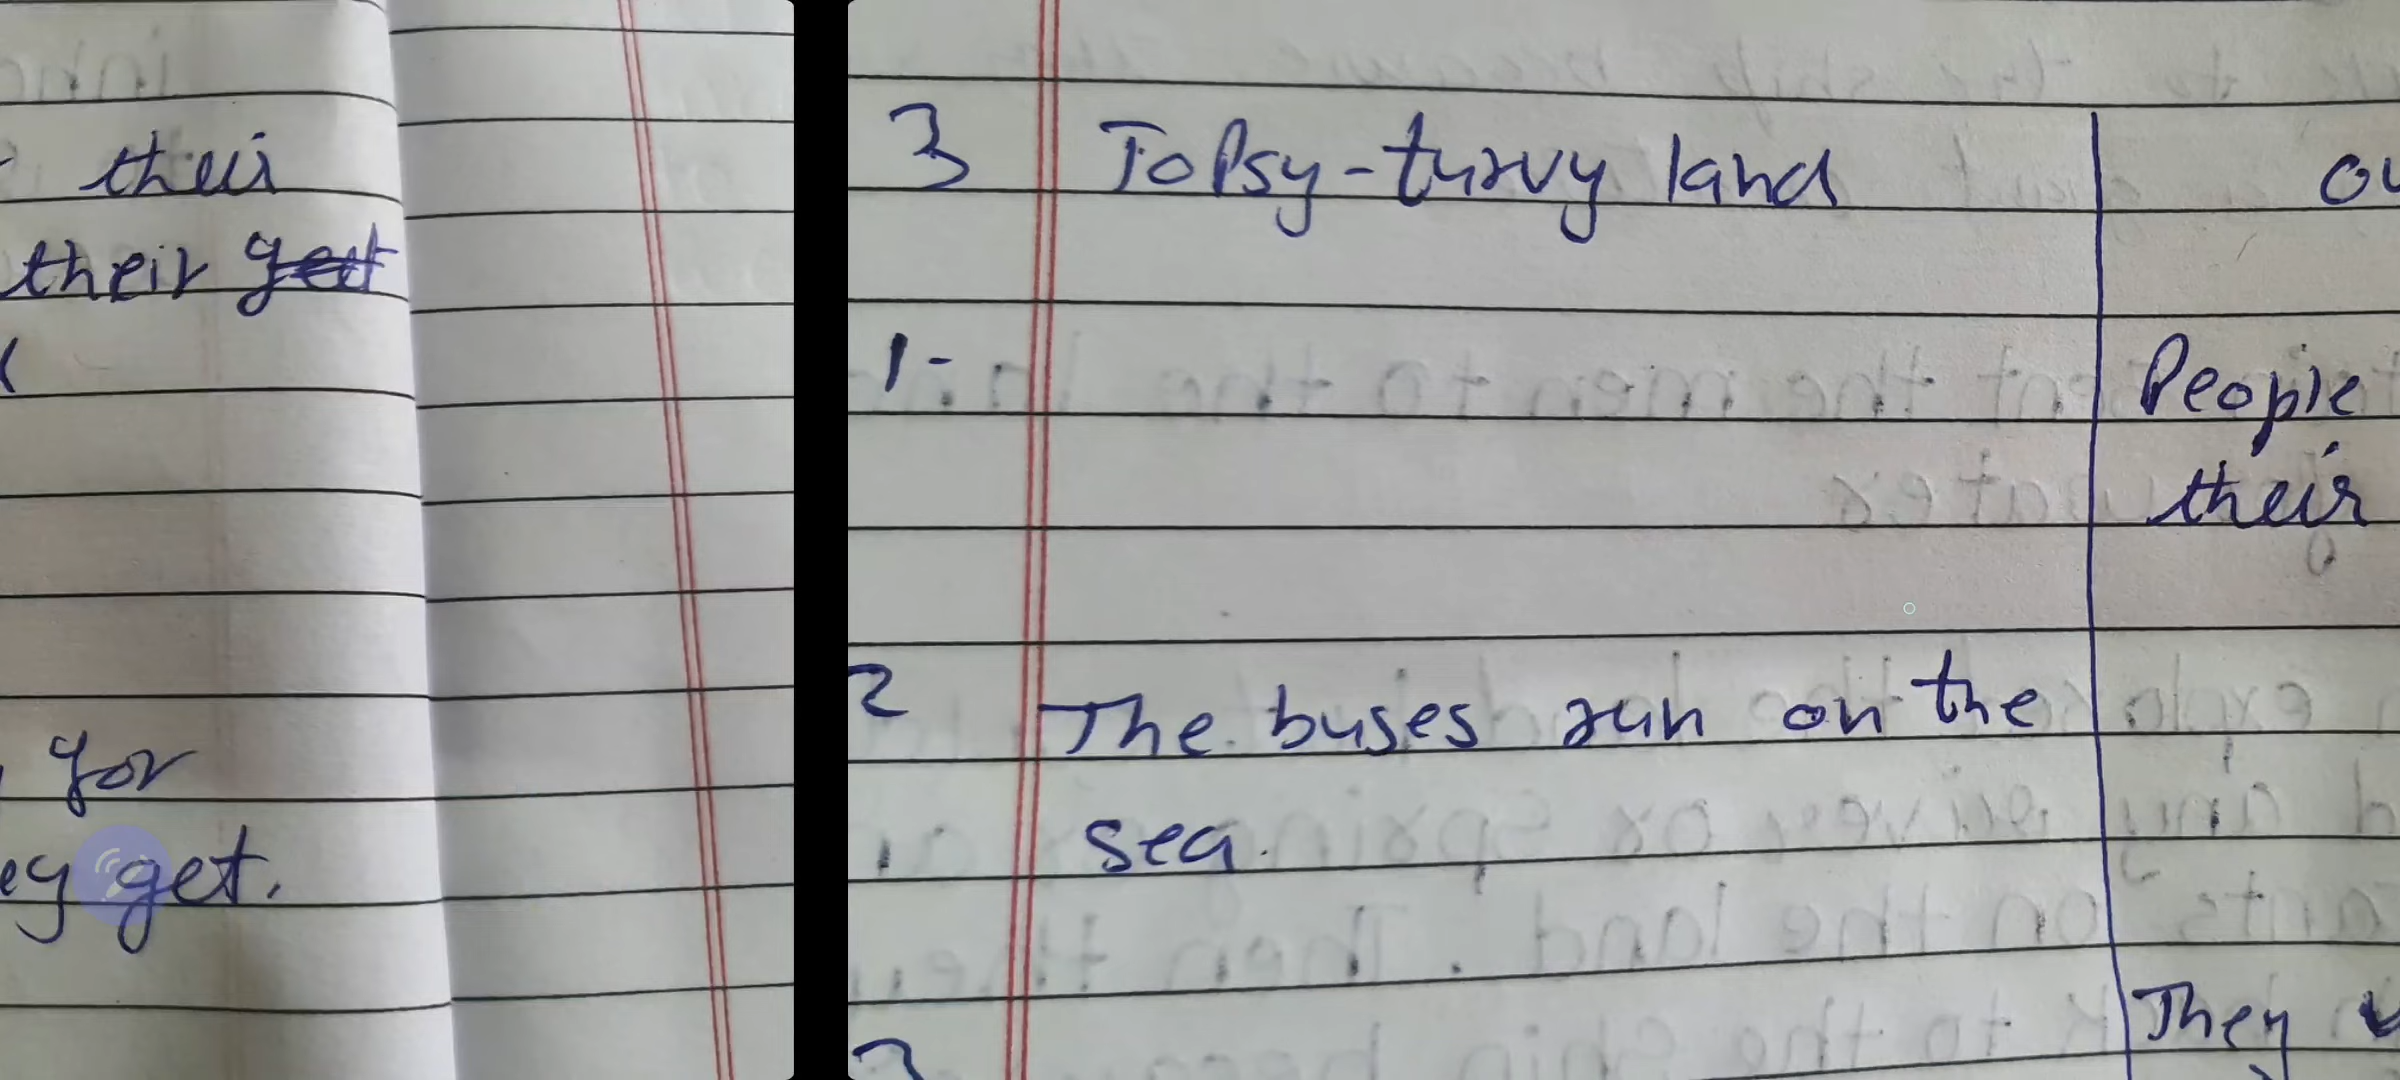 their
their get
for
ey get.
3 Topsy-turvy land
ou
1- People
their
2 The buses run on the
sea.
They